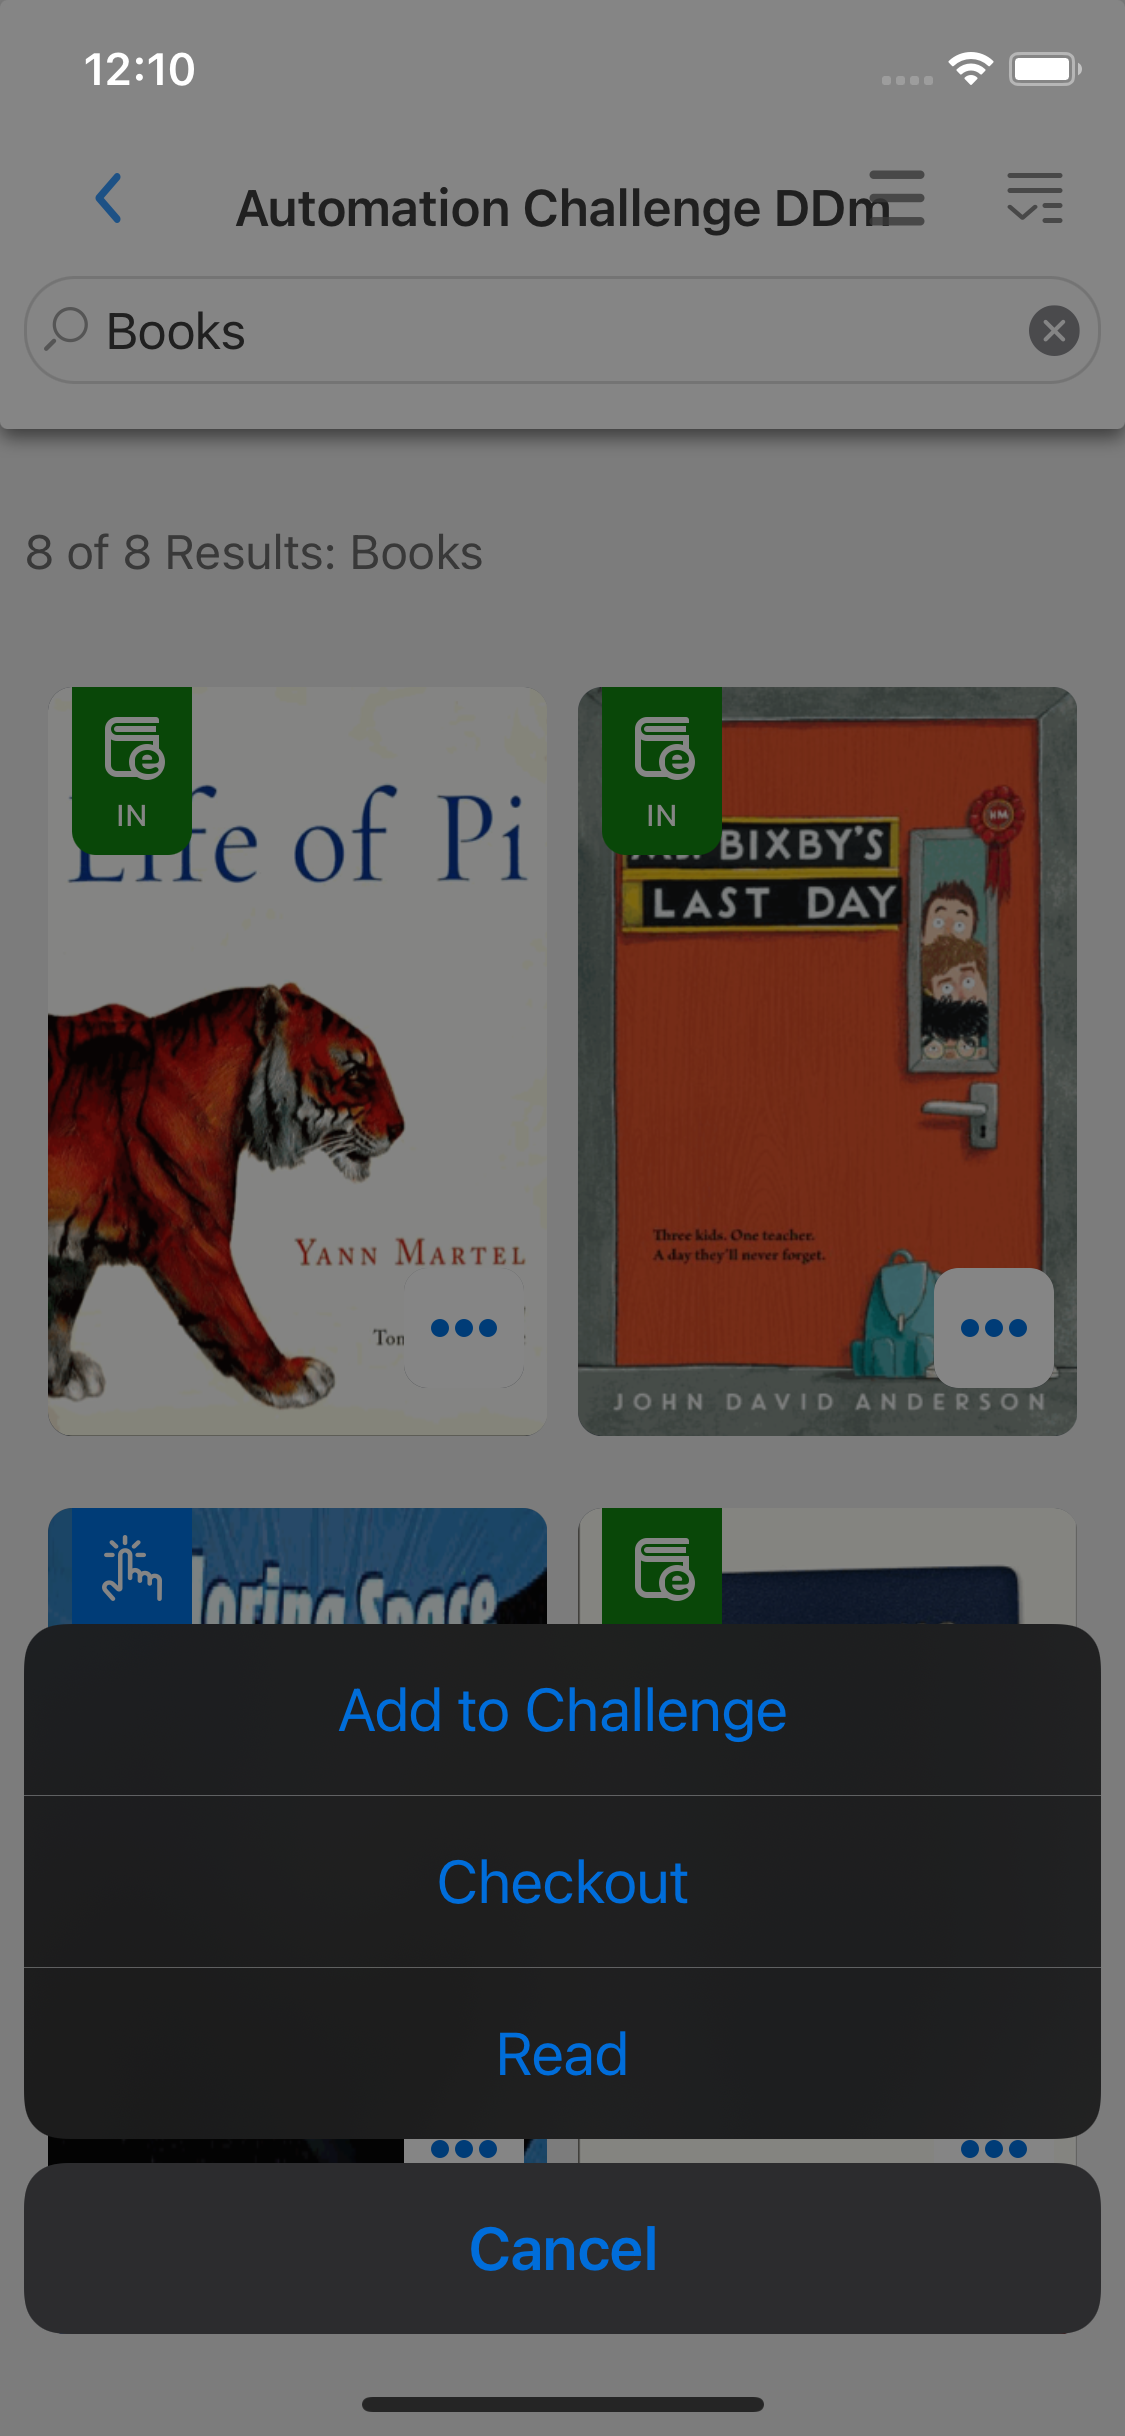 12:10
Automation Challenge DDm
Books
8 of 8 Results: Books
IN
Life of Pi
YANN MARTEL
IN
BIXBY'S
LAST DAY
HM
Three kids. One teacher.
A day they'll never forget.
JOHN DAVID ANDERSON
Space
Add to Challenge
Checkout
Read
Cancel